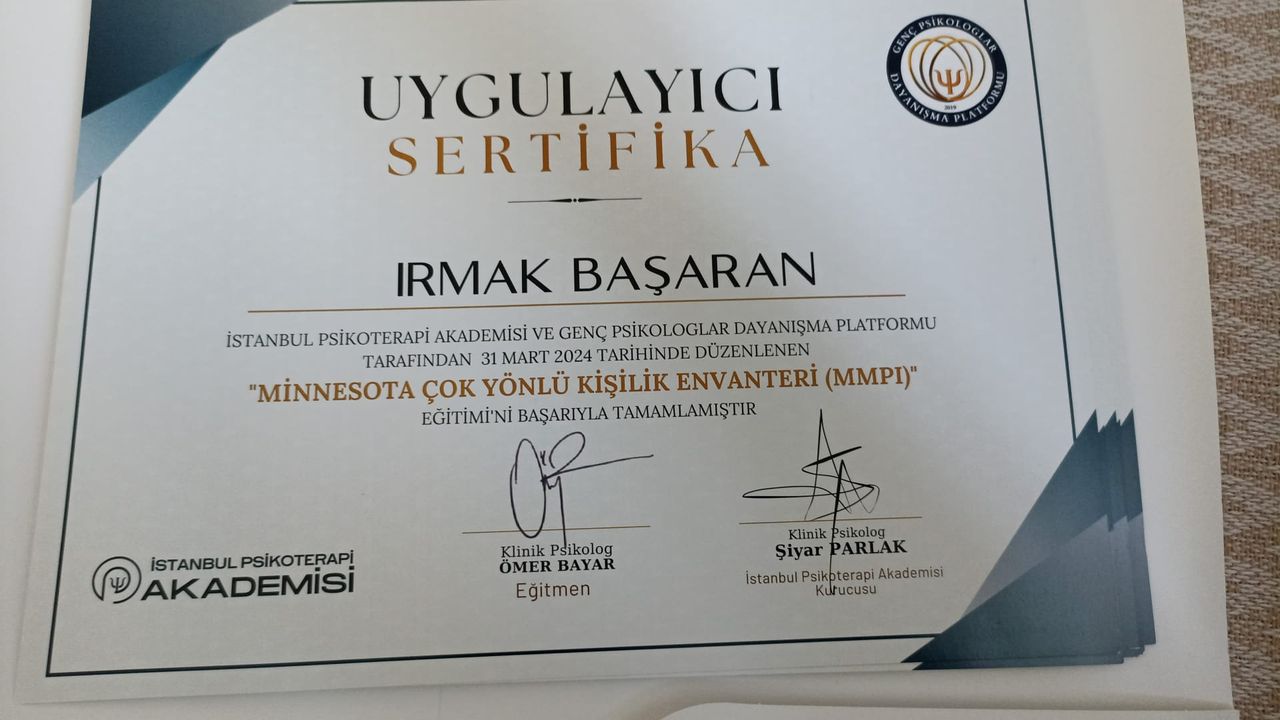 GENÇ PSİKOLOGLAR
DAYANIŞMA PLATFORMU
2019
UYGULAYICI
SERTİFİKA
IRMAK BAŞARAN
İSTANBUL PSİKOTERAPİ AKADEMİSİ VE GENÇ PSİKOLOGLAR DAYANIŞMA PLATFORMU
TARAFINDAN 31 MART 2024 TARİHİNDE DÜZENLENEN
"MİNNESOTA ÇOK YÖNLÜ KİŞİLİK ENVANTERİ (MMPI)"
EĞİTİMİ'Nİ BAŞARIYLA TAMAMLAMIŞTIR
Klinik Psikolog
ÖMER BAYAR
Eğitmen
Klinik Psikolog
Şiyar PARLAK
İstanbul Psikoterapi Akademisi
Kurucusu
İSTANBUL PSİKOTERAPİ
AKADEMİSİ